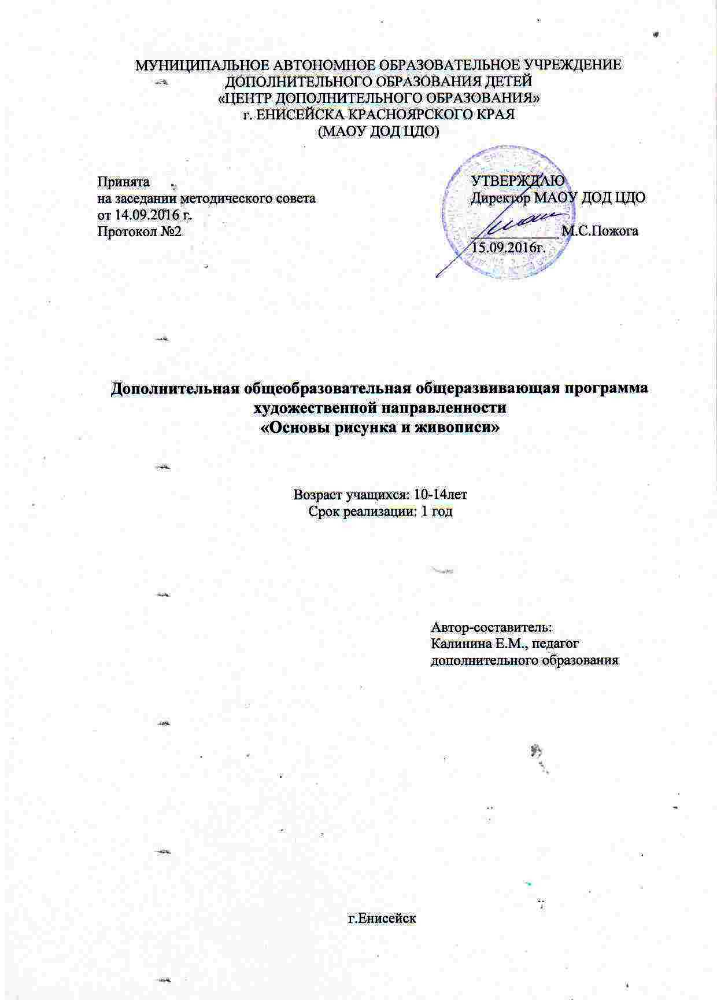 МУНИЦИПАЛЬНОЕ АВТОНОМНОЕ ОБРАЗОВАТЕЛЬНОЕ УЧРЕЖДЕНИЕ
ДОПОЛНИТЕЛЬНОГО ОБРАЗОВАНИЯ ДЕТЕЙ
«ЦЕНТР ДОПОЛНИТЕЛЬНОГО ОБРАЗОВАНИЯ»
г. ЕНИСЕЙСКА КРАСНОЯРСКОГО КРАЯ
(МАОУ ДОД ЦДО)
Принята
на заседании методического совета
от 14.09.2016 г.
Протокол №2
УТВЕРЖДАЮ
Директор МАОУ ДОД ЦДО
____________ М.С.Пожога
15.09.2016г.
Дополнительная общеобразовательная общеразвивающая программа
художественной направленности
«Основы рисунка и живописи»
Возраст учащихся: 10-14лет
Срок реализации: 1 год
Автор-составитель:
Калинина Е.М., педагог
дополнительного образования
г.Енисейск